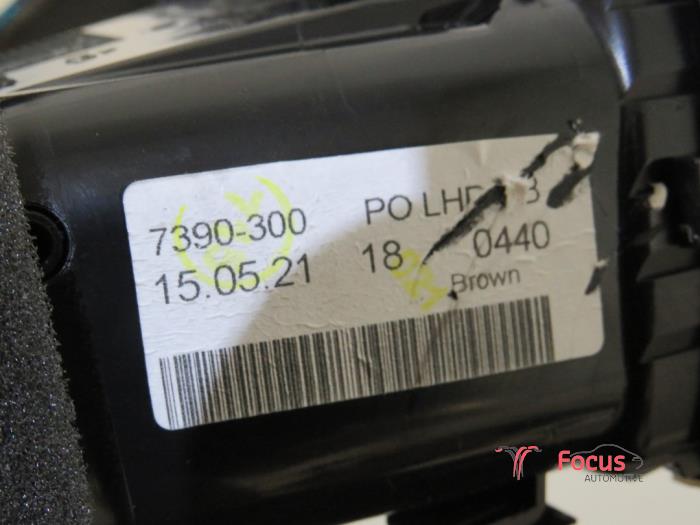 7390-300 PO LHD
15.05.21 18 0440
Brown
Focus
AUTOMOTIVE